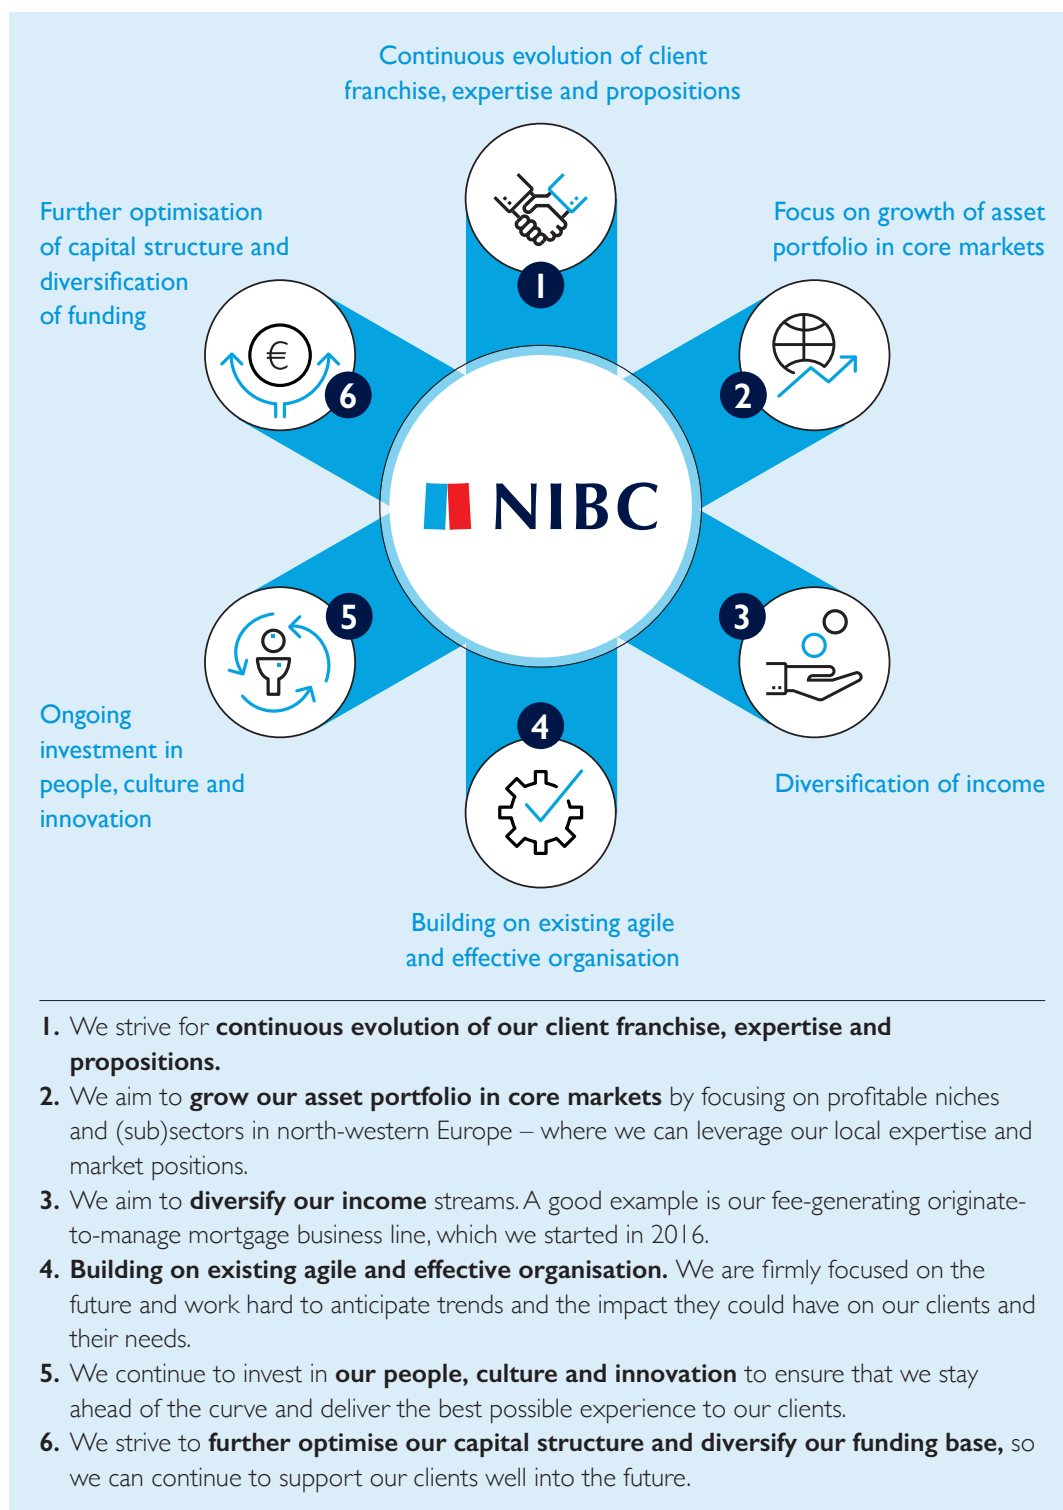 Continuous evolution of client
franchise, expertise and propositions
Further optimisation
of capital structure and
diversification
of funding
Focus on growth of asset
portfolio in core markets
1
€
6
2
NIBC
5
3
4
Ongoing
investment in
people, culture and
innovation
Diversification of income
Building on existing agile
and effective organisation
1. We strive for continuous evolution of our client franchise, expertise and
propositions.
2. We aim to grow our asset portfolio in core markets by focusing on profitable niches
and (sub)sectors in north-western Europe – where we can leverage our local expertise and
market positions.
3. We aim to diversify our income streams. A good example is our fee-generating originate-
to-manage mortgage business line, which we started in 2016.
4. Building on existing agile and effective organisation. We are firmly focused on the
future and work hard to anticipate trends and the impact they could have on our clients and
their needs.
5. We continue to invest in our people, culture and innovation to ensure that we stay
ahead of the curve and deliver the best possible experience to our clients.
6. We strive to further optimise our capital structure and diversify our funding base, so
we can continue to support our clients well into the future.